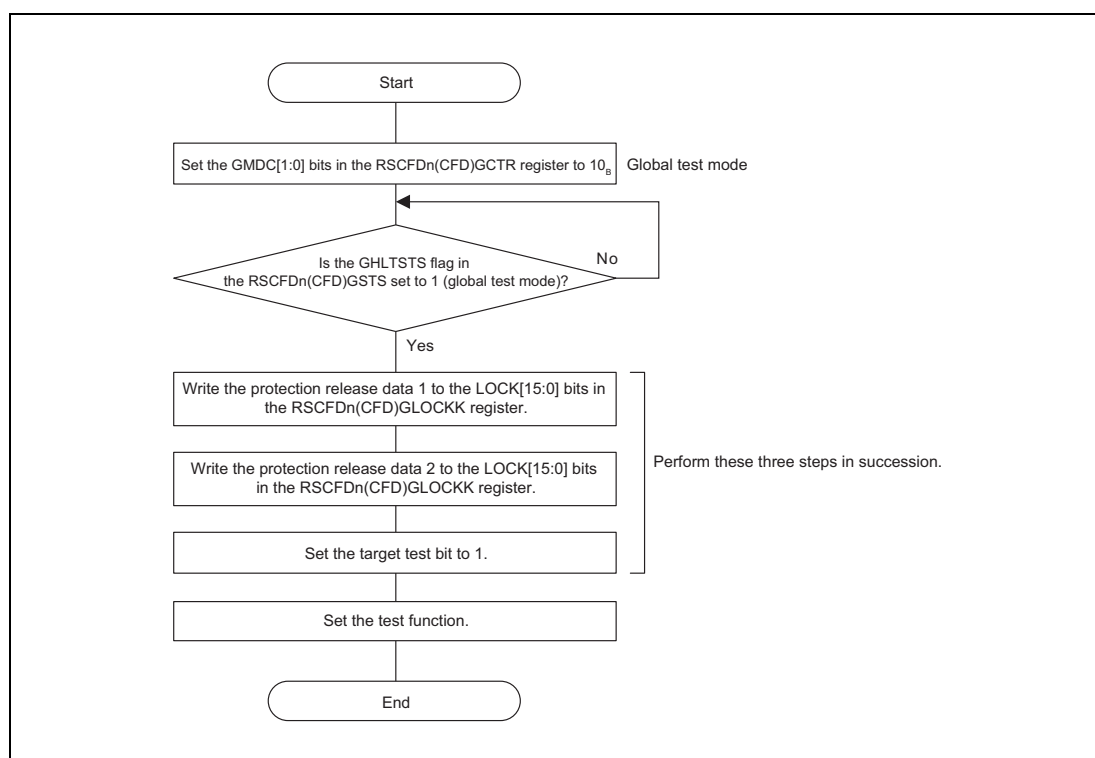 Start
Set the GMDC[1:0] bits in the RSCFDn(CFD)GCTR register to 10B
Global test mode
Is the GHLTSTS flag in
the RSCFDn(CFD)GSTS set to 1 (global test mode)?
No
Yes
Write the protection release data 1 to the LOCK[15:0] bits in
the RSCFDn(CFD)GLOCKK register.
Write the protection release data 2 to the LOCK[15:0] bits
in the RSCFDn(CFD)GLOCKK register.
Perform these three steps in succession.
Set the target test bit to 1.
Set the test function.
End